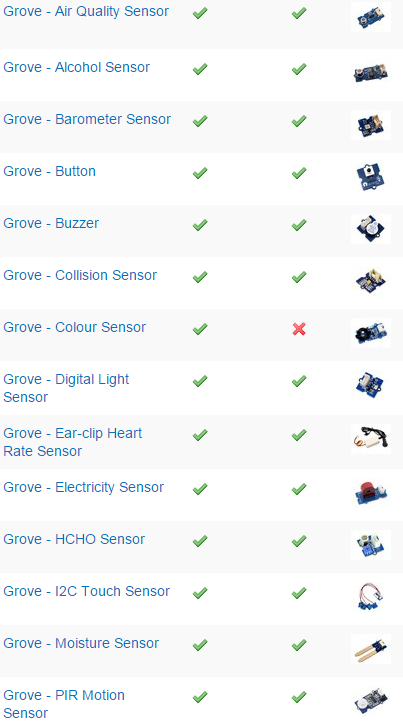 Grove - Air Quality Sensor
Grove - Alcohol Sensor
Grove - Barometer Sensor
Grove - Button
Grove - Buzzer
Grove - Collision Sensor
Grove - Colour Sensor
Grove - Digital Light
Sensor
Grove - Ear-clip Heart
Rate Sensor
Grove - Electricity Sensor
Grove - HCHO Sensor
Grove - I2C Touch Sensor
Grove - Moisture Sensor
Grove - PIR Motion
Sensor